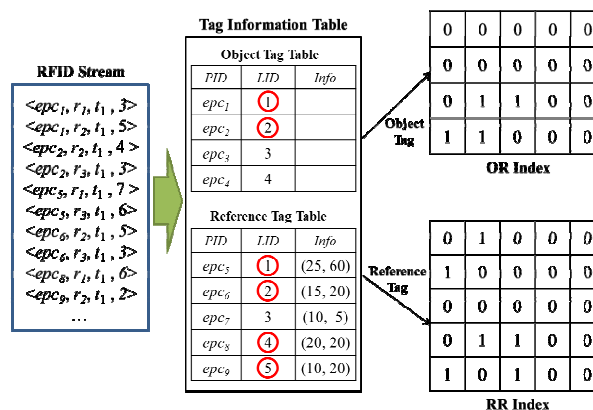 RFID Stream
<epc₁, r₁, t₁ , 3>
<epc₁, r₁, t₁ , 5>
<epc₂, r₂, t₁ , 4 >
<epc₂, r₃, t₁ , 3>
<epc₅, r₁, t₁ , 7>
<epc₅, r₃, t₁ , 6>
<epc₆, r₂, t₁ , 5>
<epc₆, r₃, t₁ , 3>
<epc₈, r₁, t₁ , 6>
<epc₉, r₂, t₁ , 2>
...
Tag Information Table
Object Tag Table
PID LID Info
epc₁ 1
epc₂ 2
epc₃ 3
epc₄ 4
Reference Tag Table
PID LID Info
epc₅ 1 (25, 60)
epc₆ 2 (15, 20)
epc₇ 3 (10, 5)
epc₈ 4 (20, 20)
epc₉ 5 (10, 20)
Object
Tag
0 0 0 0 0
0 0 0 0 0
0 1 1 0 0
1 1 0 0 0
OR Index
Reference
Tag
0 1 0 0 0
1 0 0 0 0
0 0 0 0 0
0 1 1 0 0
1 0 1 0 0
RR Index